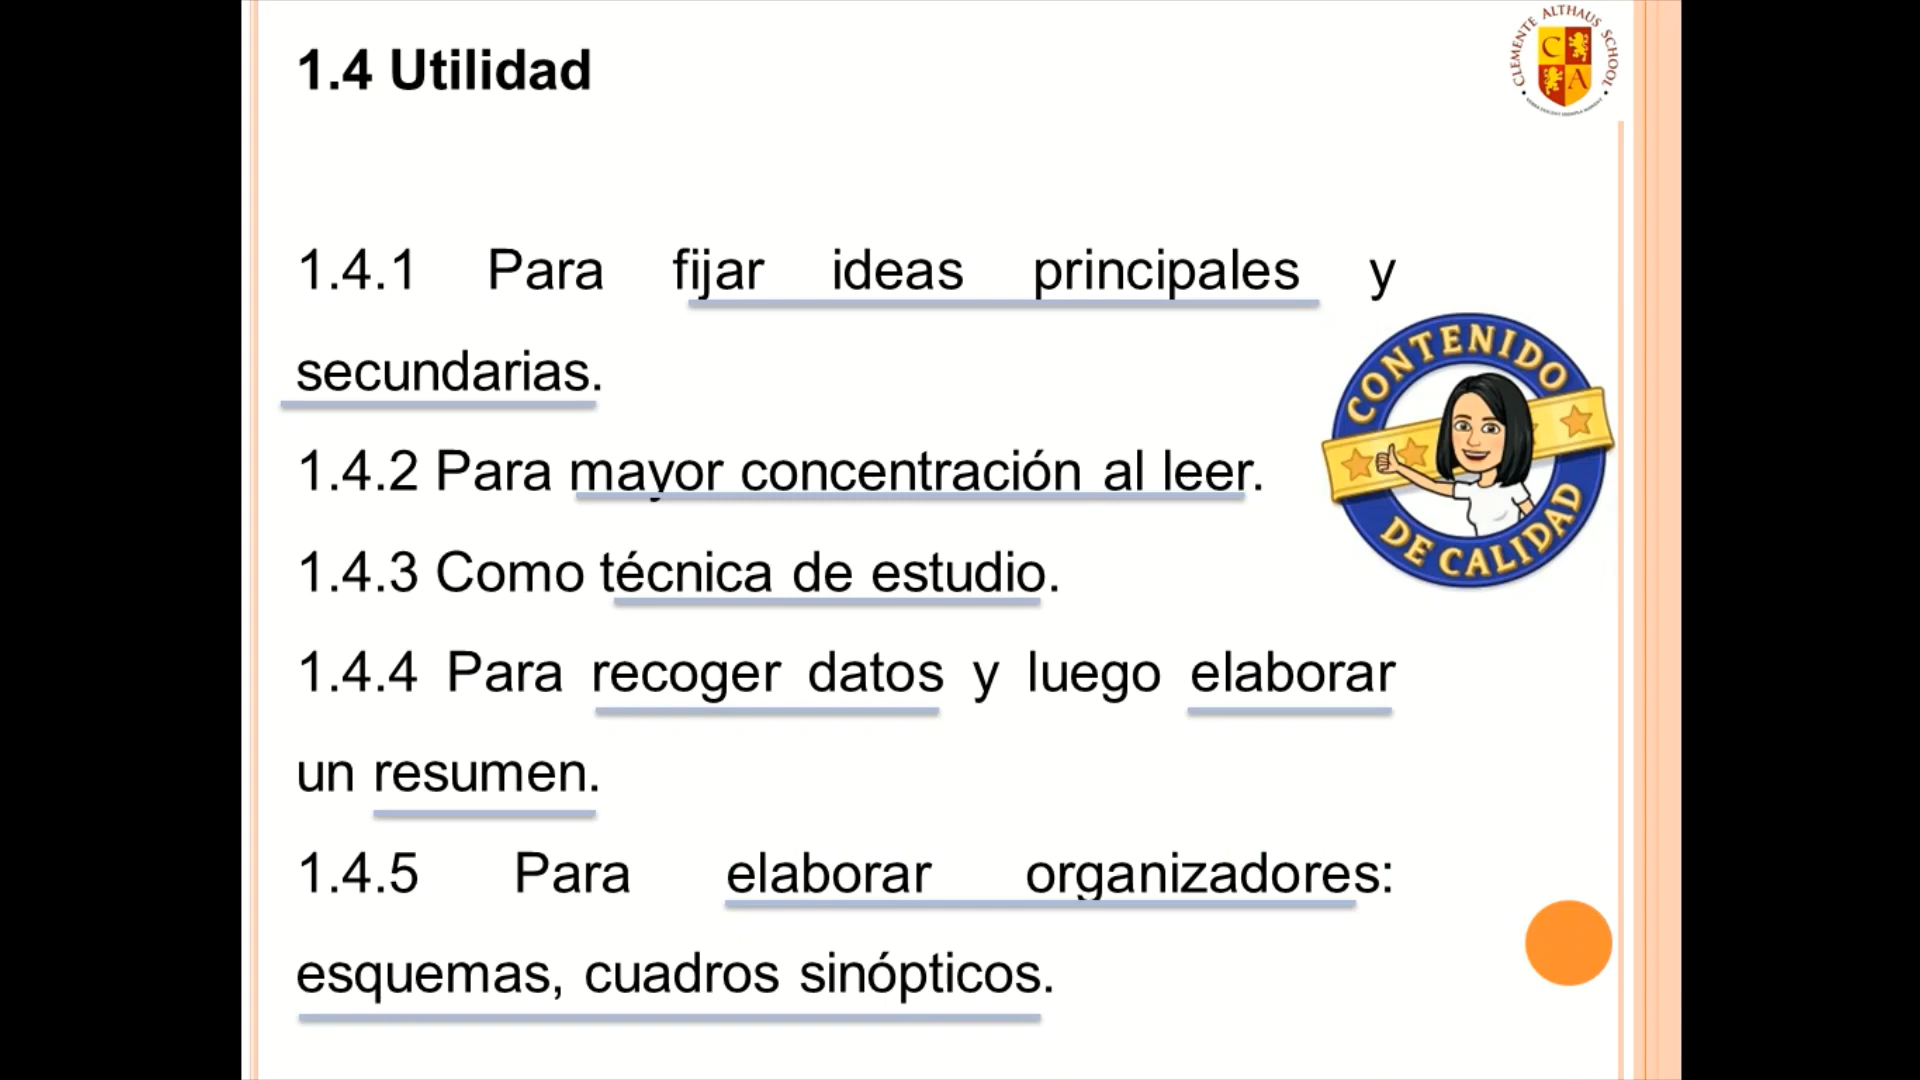 1.4 Utilidad
CLEMENTE ALTHAUS SCHOOL
C
A
1.4.1 Para fijar ideas principales y
secundarias.
1.4.2 Para mayor concentración al leer.
1.4.3 Como técnica de estudio.
1.4.4 Para recoger datos y luego elaborar
un resumen.
1.4.5 Para elaborar organizadores:
esquemas, cuadros sinópticos.
CONTENIDO
DE CALIDAD